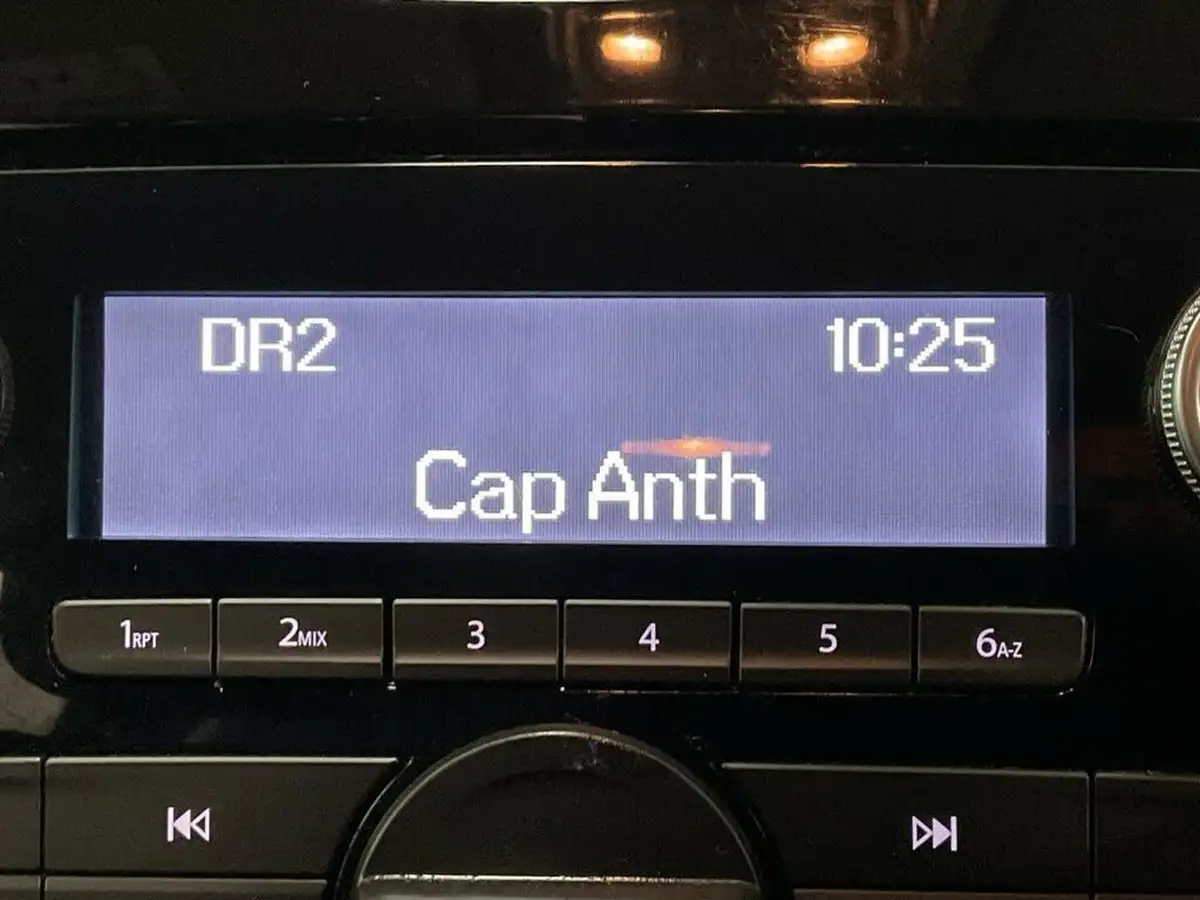 DR2 10:25
Cap Anth
1RPT 2MIX 3 4 5 6A-Z